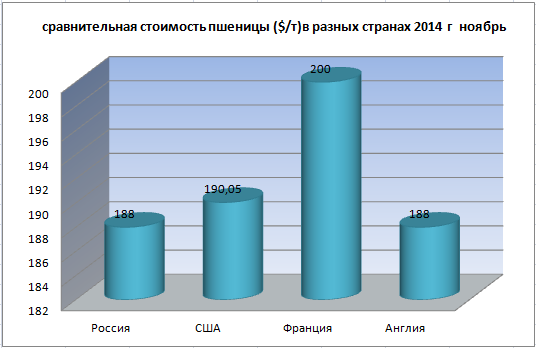 сравнительная стоимость пшеницы ($/т)в разных странах 2014 г ноябрь
200
198
196
194
192
190
188
186
184
182
188
190,05
200
188
Россия
США
Франция
Англия